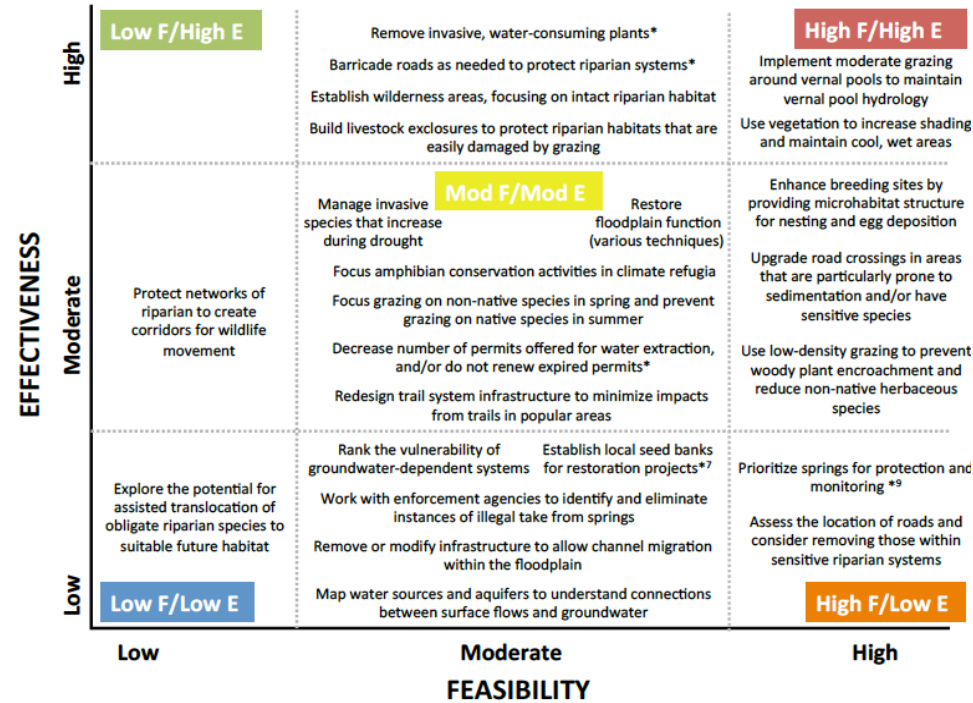 EFFECTIVENESS
High
Low F/High E
Remove invasive, water-consuming plants*
Barricade roads as needed to protect riparian systems*
Establish wilderness areas, focusing on intact riparian habitat
Build livestock exclosures to protect riparian habitats that are
easily damaged by grazing
High F/High E
Implement moderate grazing
around vernal pools to maintain
vernal pool hydrology
Use vegetation to increase shading
and maintain cool, wet areas
Moderate
Protect networks of
riparian to create
corridors for wildlife
movement
Mod F/Mod E
Manage invasive
species that increase
during drought
Restore
floodplain function
(various techniques)
Focus amphibian conservation activities in climate refugia
Focus grazing on non-native species in spring and prevent
grazing on native species in summer
Decrease number of permits offered for water extraction,
and/or do not renew expired permits*
Redesign trail system infrastructure to minimize impacts
from trails in popular areas
Enhance breeding sites by
providing microhabitat structure
for nesting and egg deposition
Upgrade road crossings in areas
that are particularly prone to
sedimentation and/or have
sensitive species
Use low-density grazing to prevent
woody plant encroachment and
reduce non-native herbaceous
species
Low
Explore the potential for
assisted translocation of
obligate riparian species to
suitable future habitat
Low F/Low E
Rank the vulnerability of
groundwater-dependent systems
Establish local seed banks
for restoration projects*7
Work with enforcement agencies to identify and eliminate
instances of illegal take from springs
Remove or modify infrastructure to allow channel migration
within the floodplain
Map water sources and aquifers to understand connections
between surface flows and groundwater
Prioritize springs for protection and
monitoring *9
Assess the location of roads and
consider removing those within
sensitive riparian systems
High F/Low E
Low
Moderate
High
FEASIBILITY